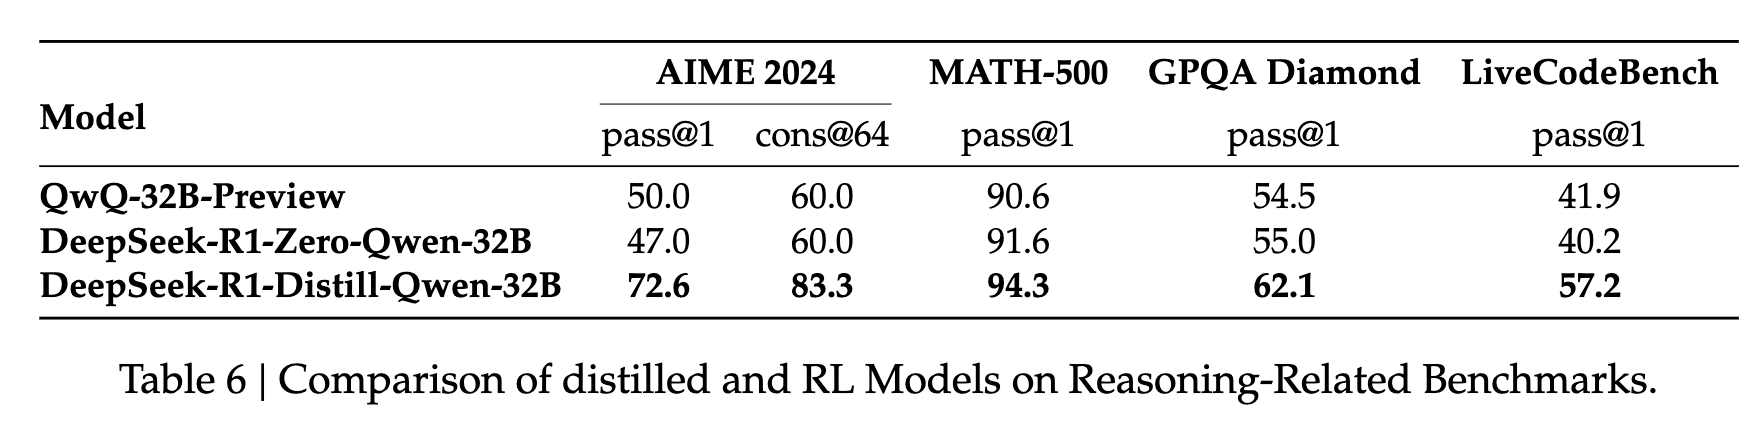 AIME 2024 MATH-500 GPQA Diamond LiveCodeBench
Model
pass@1 cons@64 pass@1 pass@1 pass@1
QwQ-32B-Preview 50.0 60.0 90.6 54.5 41.9
DeepSeek-R1-Zero-Qwen-32B 47.0 60.0 91.6 55.0 40.2
DeepSeek-R1-Distill-Qwen-32B 72.6 83.3 94.3 62.1 57.2
Table 6 | Comparison of distilled and RL Models on Reasoning-Related Benchmarks.